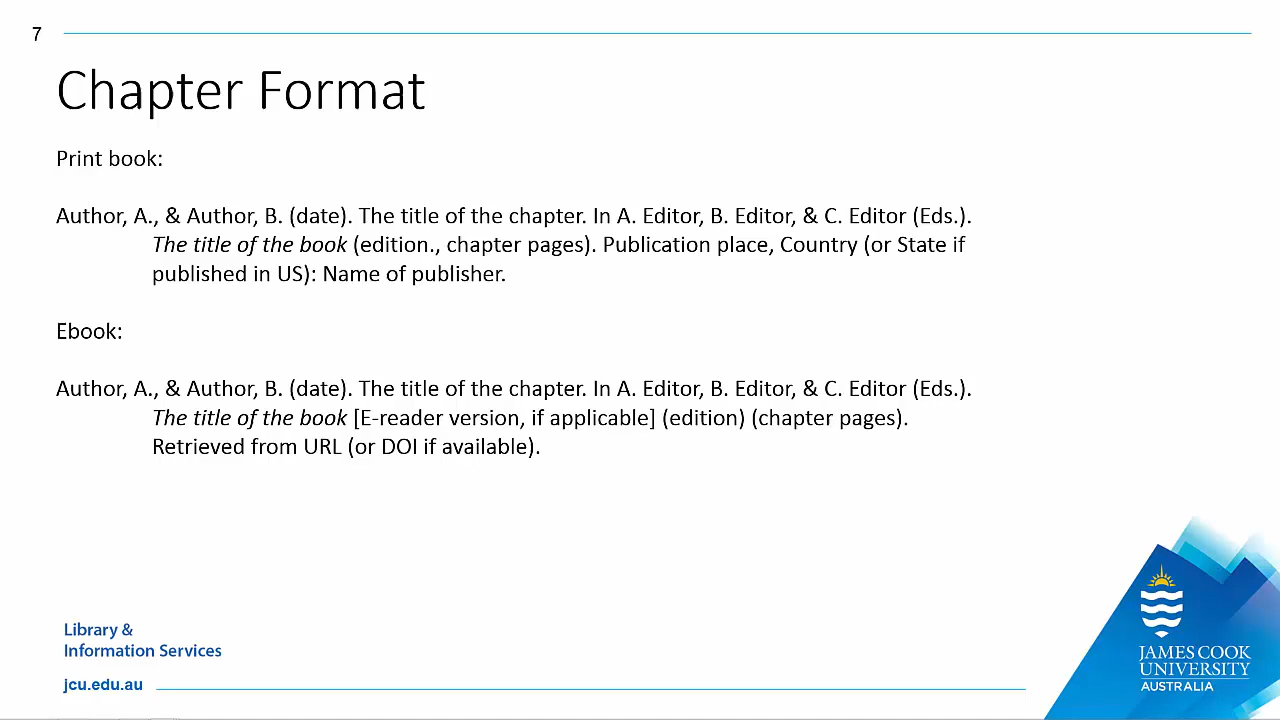 7
Chapter Format
Print book:
Author, A., & Author, B. (date). The title of the chapter. In A. Editor, B. Editor, & C. Editor (Eds.).
The title of the book (edition., chapter pages). Publication place, Country (or State if
published in US): Name of publisher.
Ebook:
Author, A., & Author, B. (date). The title of the chapter. In A. Editor, B. Editor, & C. Editor (Eds.).
The title of the book [E-reader version, if applicable] (edition) (chapter pages).
Retrieved from URL (or DOI if available).
Library &
Information Services
jcu.edu.au
JAMES COOK
UNIVERSITY
AUSTRALIA